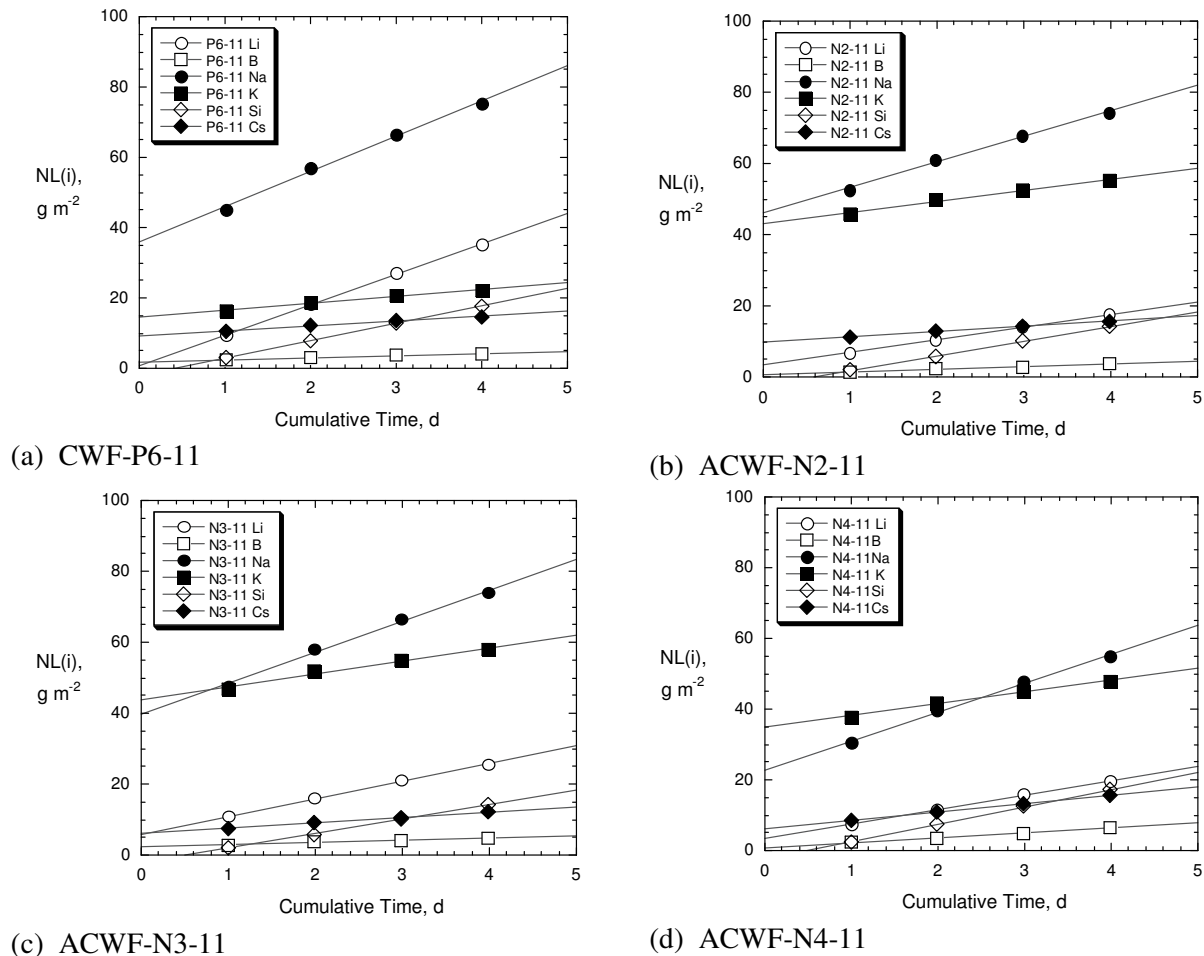 100
80
60
40
20
0
NL(i),
g m-2
P6-11 Li
P6-11 B
P6-11 Na
P6-11 K
P6-11 Si
P6-11 Cs
0 1 2 3 4 5
Cumulative Time, d
(a) CWF-P6-11
100
80
60
40
20
0
NL(i),
g m-2
N2-11 Li
N2-11 B
N2-11 Na
N2-11 K
N2-11 Si
N2-11 Cs
0 1 2 3 4 5
Cumulative Time, d
(b) ACWF-N2-11
100
80
60
40
20
0
NL(i),
g m-2
N3-11 Li
N3-11 B
N3-11 Na
N3-11 K
N3-11 Si
N3-11 Cs
0 1 2 3 4 5
Cumulative Time, d
(c) ACWF-N3-11
100
80
60
40
20
0
NL(i),
g m-2
N4-11 Li
N4-11B
N4-11Na
N4-11 K
N4-11Si
N4-11Cs
0 1 2 3 4 5
Cumulative Time, d
(d) ACWF-N4-11